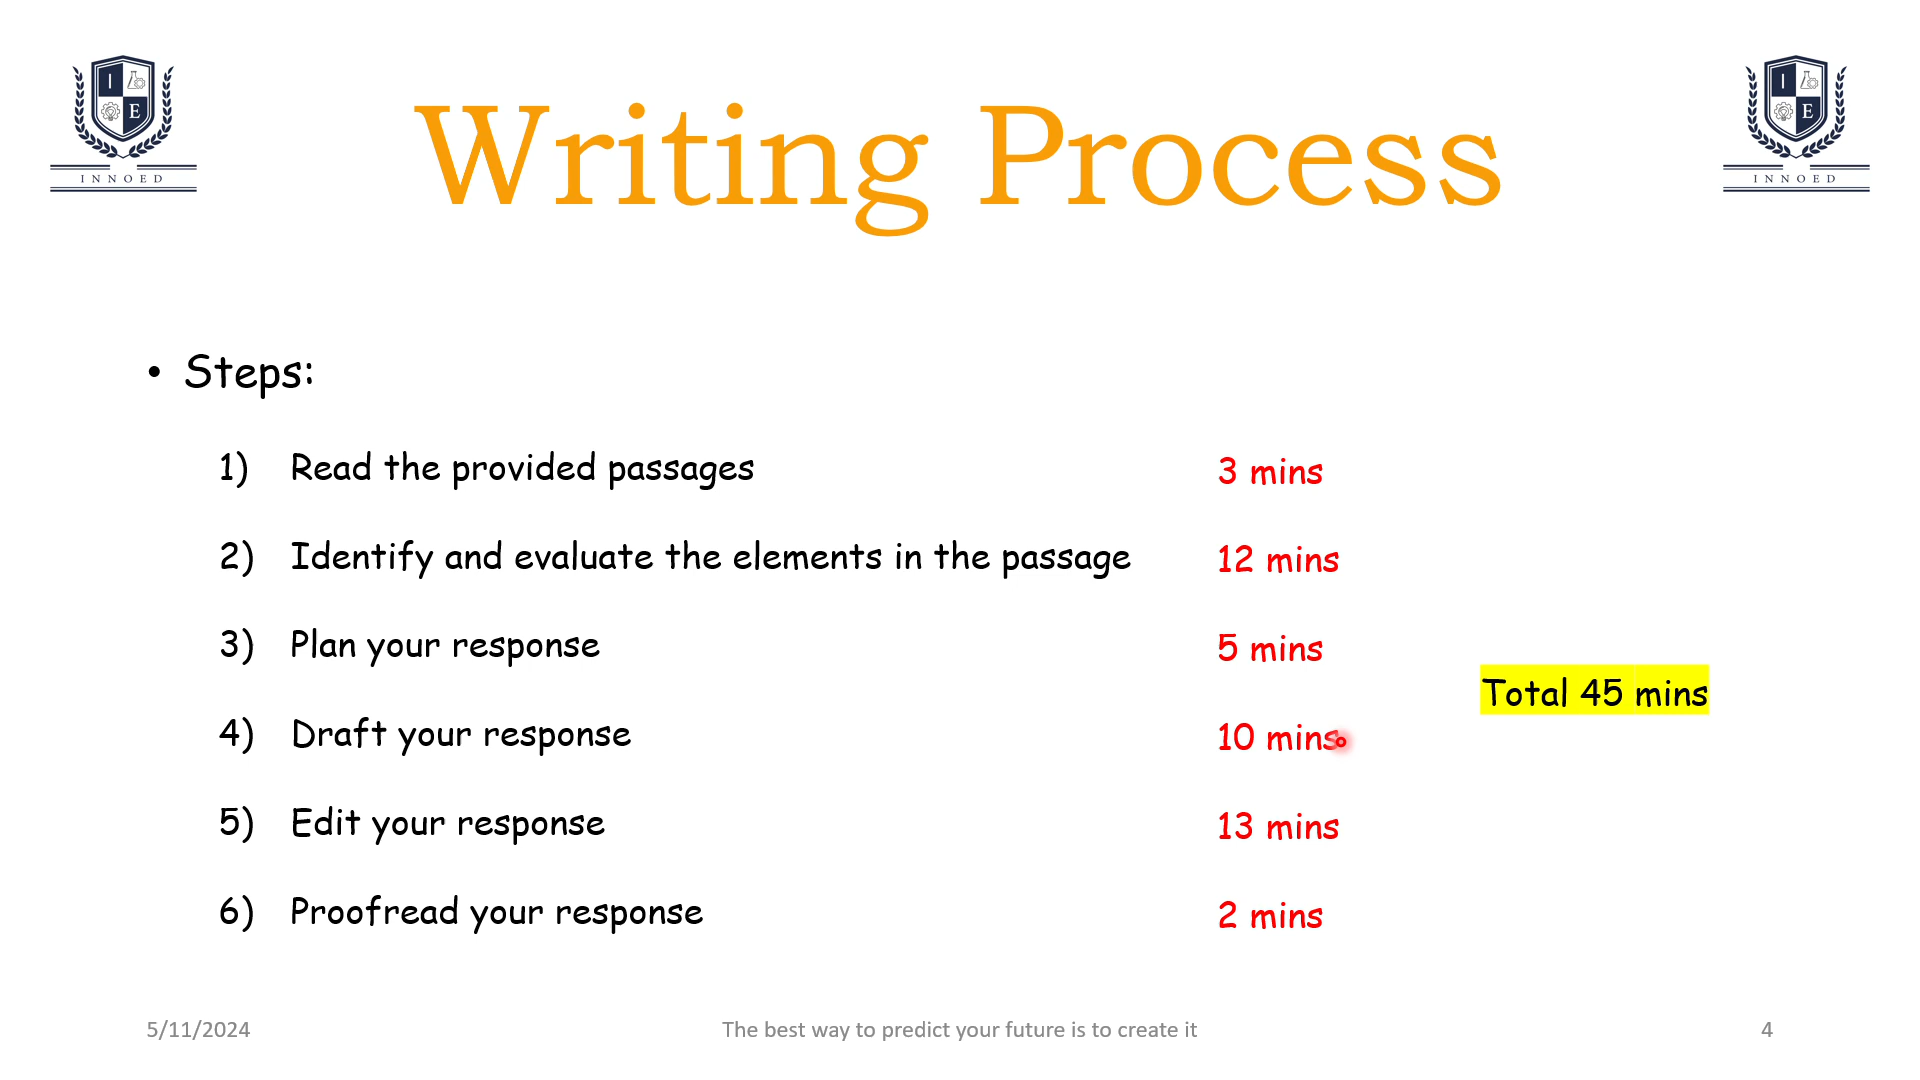 I
E
INNOED
Writing Process
I
E
INNOED
• Steps:
1) Read the provided passages 3 mins
2) Identify and evaluate the elements in the passage 12 mins
3) Plan your response 5 mins
Total 45 mins
4) Draft your response 10 mins
5) Edit your response 13 mins
6) Proofread your response 2 mins
5/11/2024 The best way to predict your future is to create it 4